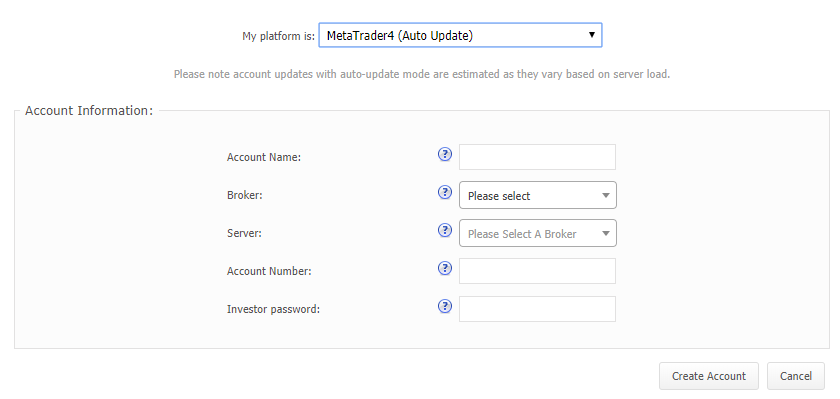 My platform is: MetaTrader4 (Auto Update)
Please note account updates with auto-update mode are estimated as they vary based on server load.
Account Information:
Account Name: ?
Broker: ? Please select
Server: ? Please Select A Broker
Account Number: ?
Investor password: ?
Create Account Cancel